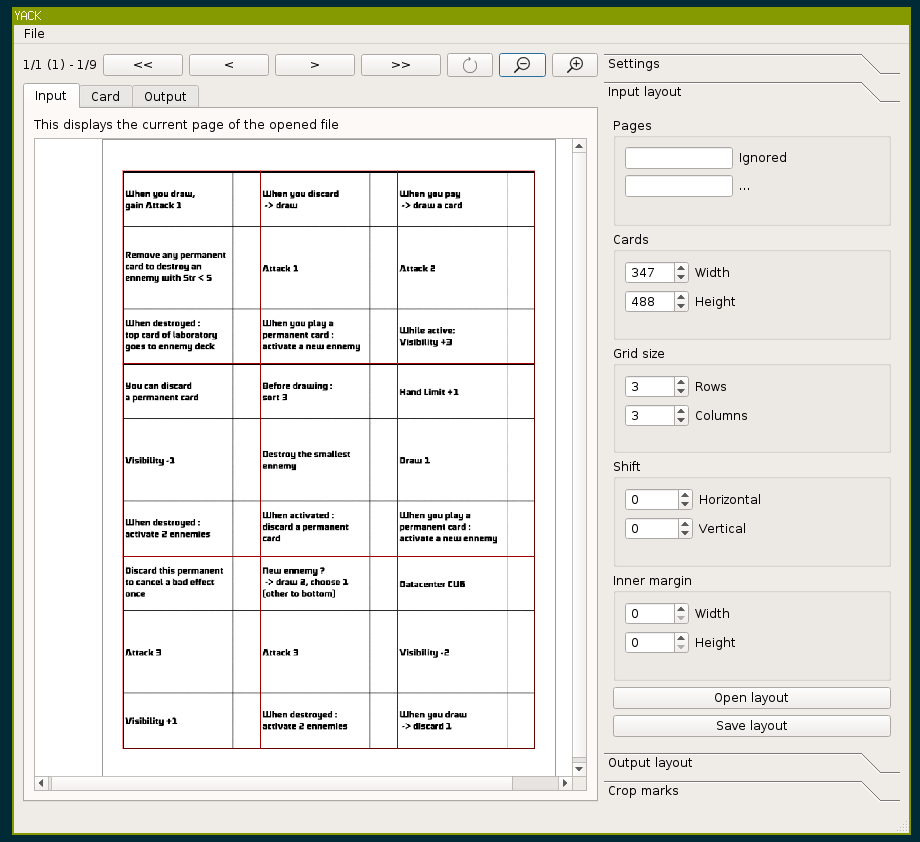 YACK
File
1/1 (1) - 1/9
<<
<
>
>>
Input
Card
Output
This displays the current page of the opened file
When you draw,
gain Attack 1
When you discard
-> draw
When you pay
-> draw a card
Remove any permanent
card to destroy an
ennemy with Str < 5
Attack 1
Attack 2
When destroyed :
top card of laboratory
goes to ennemy deck
When you play a
permanent card :
activate a new ennemy
While active:
Visibility +3
You can discard
a permanent card
Before drawing :
sort 3
Hand Limit +1
Visibility -1
Destroy the smallest
ennemy
Draw 1
When destroyed :
activate 2 ennemies
When activated :
discard a permanent
card
When you play a
permanent card :
activate a new ennemy
Discard this permanent
to cancel a bad effect
once
New ennemy ?
-> draw 2, choose 1
(other to bottom)
Datacenter CUB
Attack 3
Attack 3
Visibility -2
Visibility +1
When destroyed :
activate 2 ennemies
When you draw
-> discard 1
Settings
Input layout
Pages
Ignored
...
Cards
347 Width
488 Height
Grid size
3 Rows
3 Columns
Shift
0 Horizontal
0 Vertical
Inner margin
0 Width
0 Height
Open layout
Save layout
Output layout
Crop marks